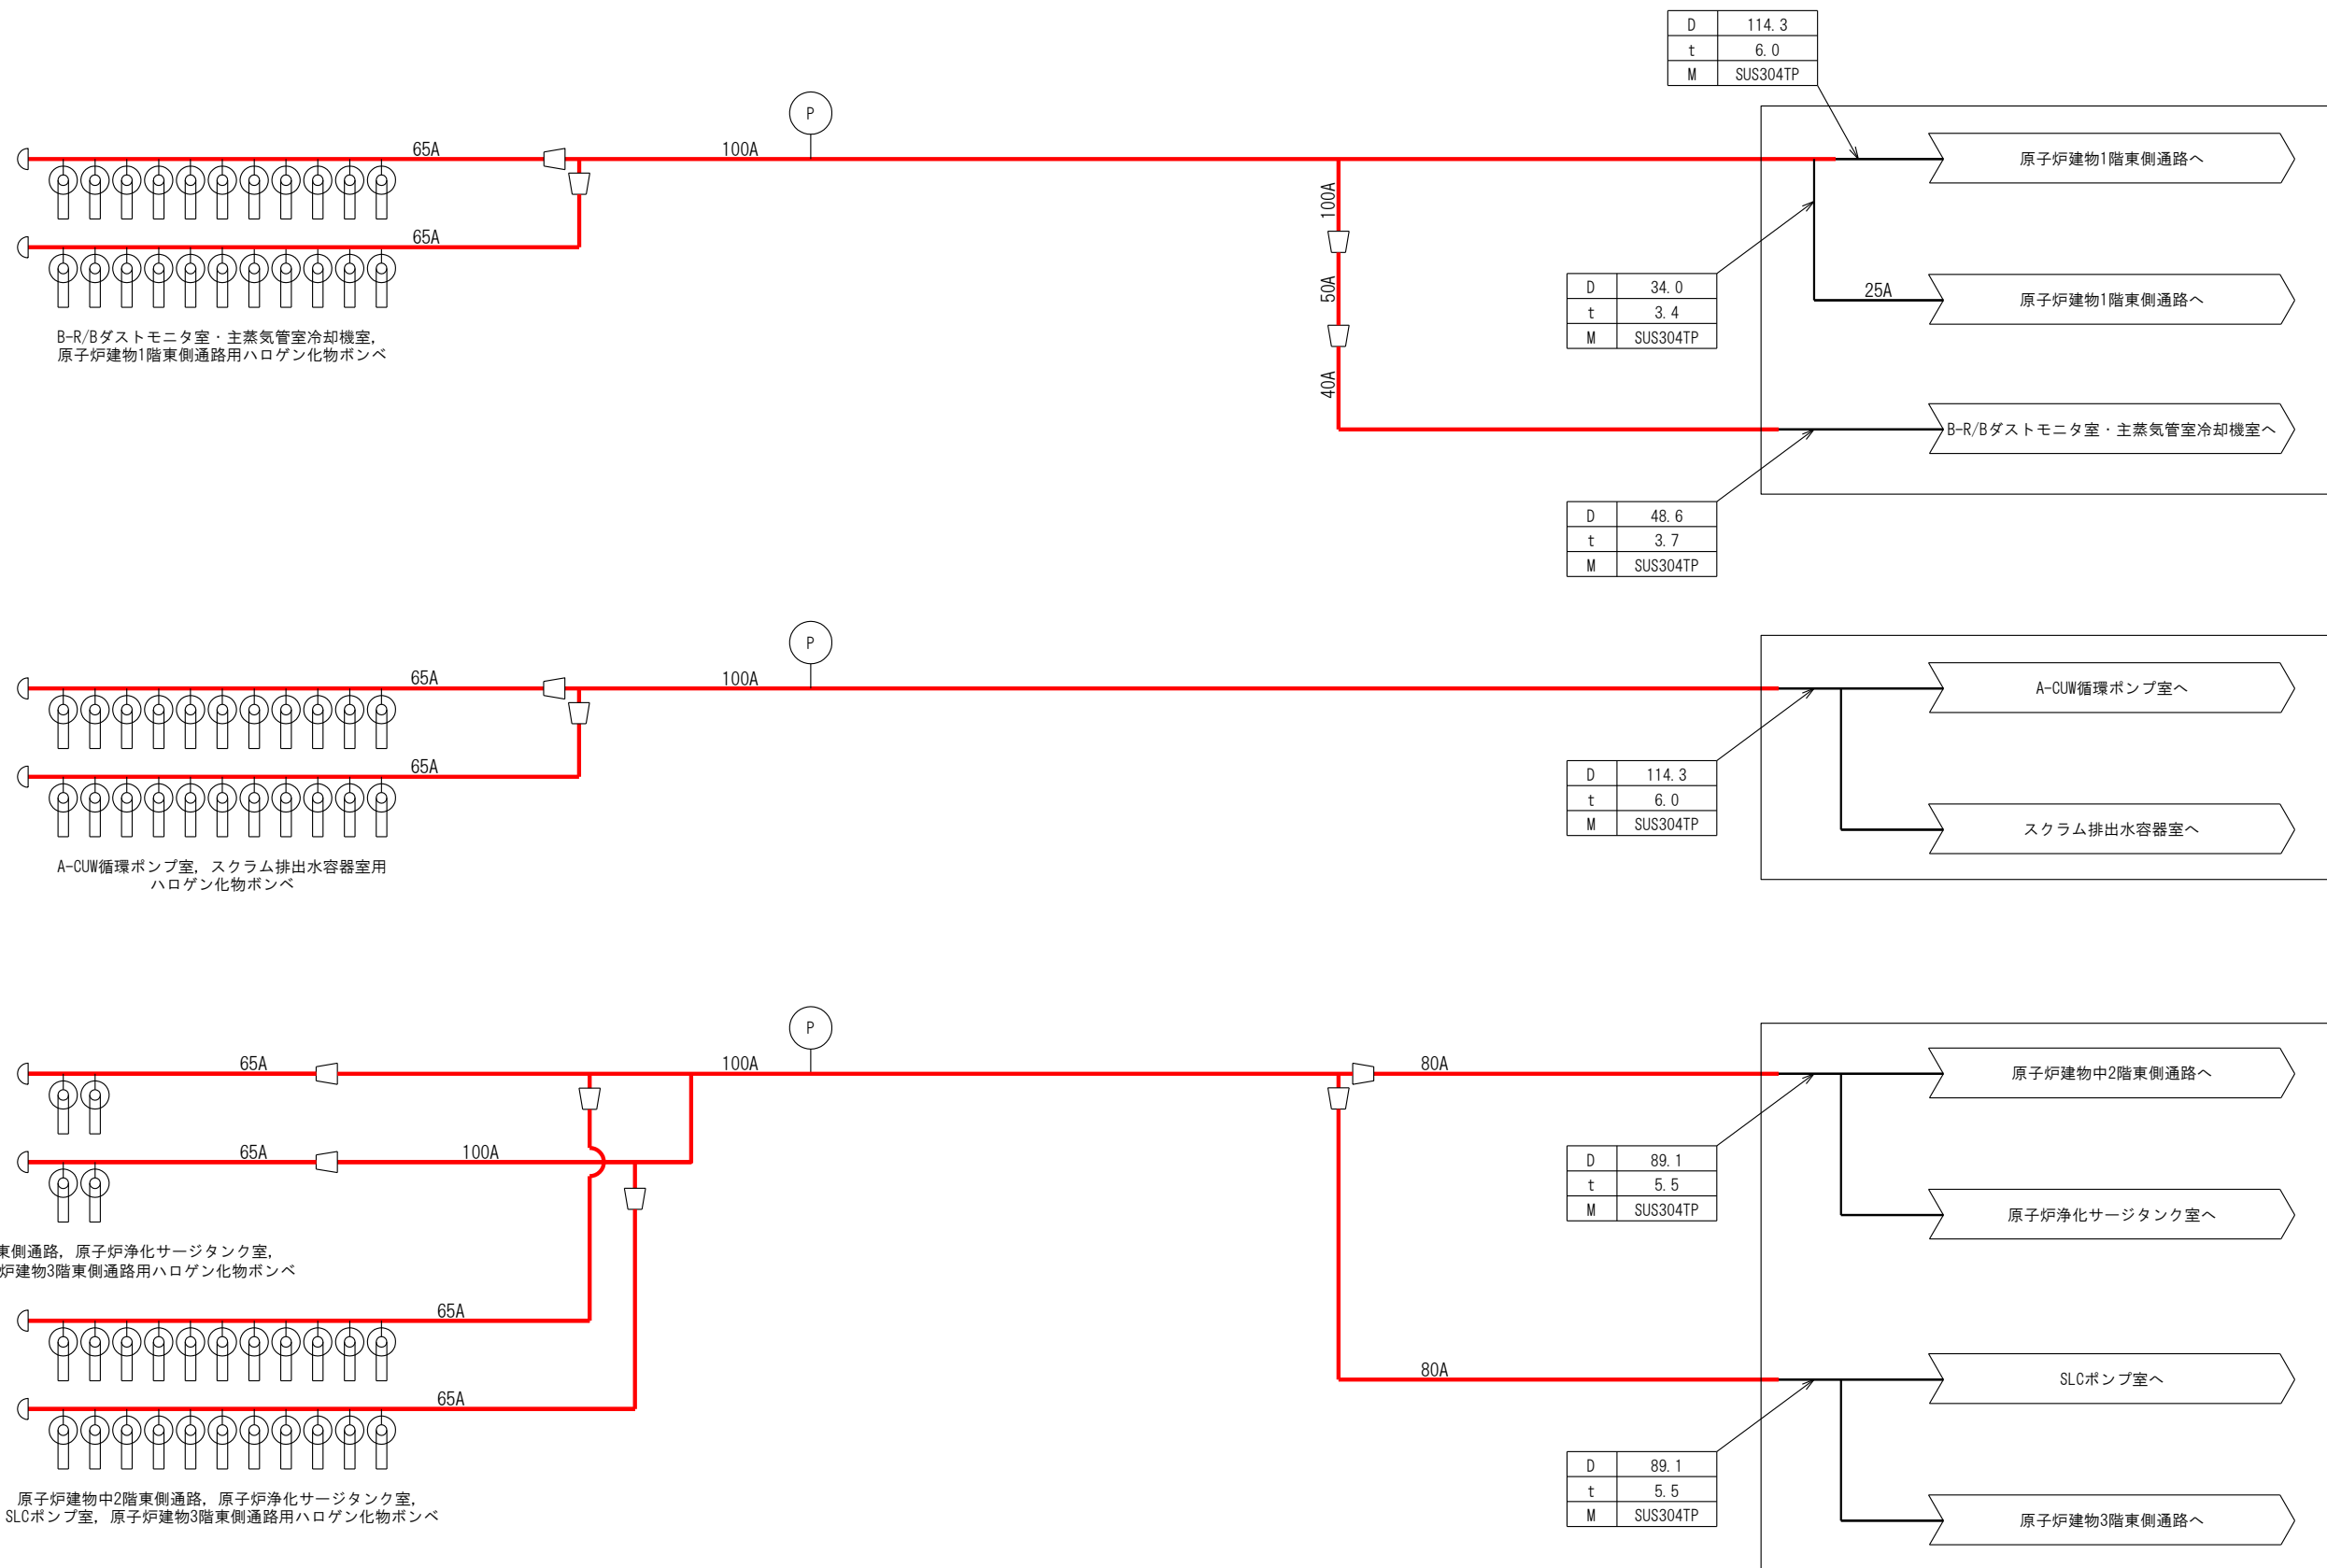 D 114.3
t 6.0
M SUS304TP
P
65A
100A
原子炉建物1階東側通路へ
100A
65A
D 34.0
t 3.4
M SUS304TP
50A
25A
原子炉建物1階東側通路へ
B-R/Bダストモニタ室・主蒸気管室冷却機室,
原子炉建物1階東側通路用ハロゲン化物ボンベ
40A
B-R/Bダストモニタ室・主蒸気管室冷却機室へ
D 48.6
t 3.7
M SUS304TP
P
65A
100A
A-CUW循環ポンプ室へ
65A
D 114.3
t 6.0
M SUS304TP
スクラム排出水容器室へ
A-CUW循環ポンプ室, スクラム排出水容器室用
ハロゲン化物ボンベ
P
65A
100A
80A
原子炉建物中2階東側通路へ
65A
100A
D 89.1
t 5.5
M SUS304TP
原子炉浄化サージタンク室へ
東側通路, 原子炉浄化サージタンク室,
炉建物3階東側通路用ハロゲン化物ボンベ
65A
80A
SLCポンプ室へ
65A
D 89.1
t 5.5
M SUS304TP
原子炉建物中2階東側通路, 原子炉浄化サージタンク室,
SLCポンプ室, 原子炉建物3階東側通路用ハロゲン化物ボンベ
原子炉建物3階東側通路へ